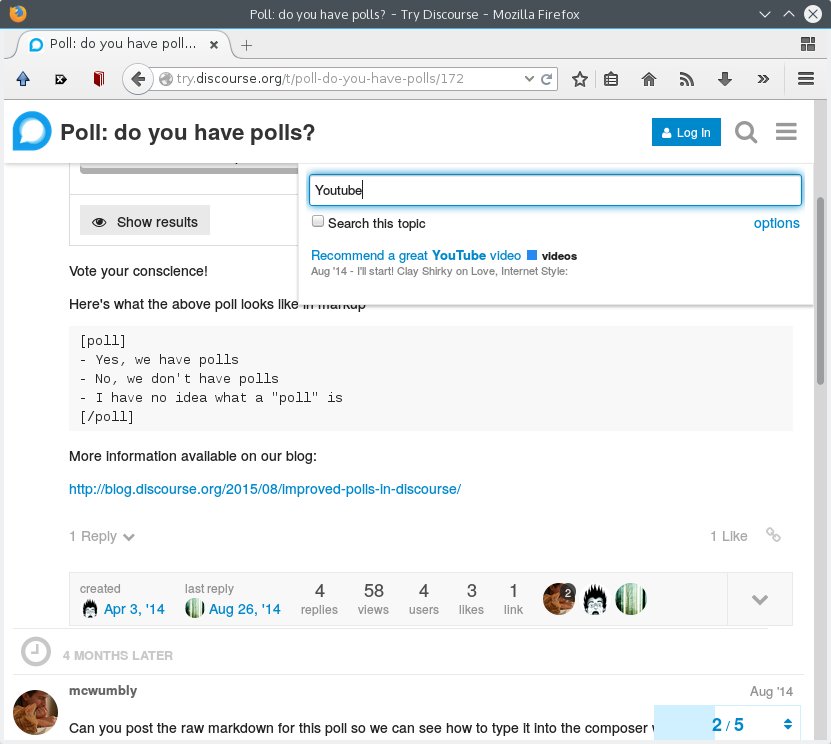 Poll: do you have polls? - Try Discourse - Mozilla Firefox
Poll: do you have poll...
try.discourse.org/t/poll-do-you-have-polls/172
Poll: do you have polls?
Log In
Youtube
Search this topic
options
Recommend a great YouTube video videos
Aug '14 - I'll start! Clay Shirky on Love, Internet Style:
Show results
Vote your conscience!
Here's what the above poll looks like in markup
[poll]
- Yes, we have polls
- No, we don't have polls
- I have no idea what a "poll" is
[/poll]
More information available on our blog:
http://blog.discourse.org/2015/08/improved-polls-in-discourse/
1 Reply
1 Like
created last reply 4 58 4 3 1 2
Apr 3, '14 Aug 26, '14 replies views users likes link
4 MONTHS LATER
mcwumbly Aug '14
Can you post the raw markdown for this poll so we can see how to type it into the composer
2 / 5